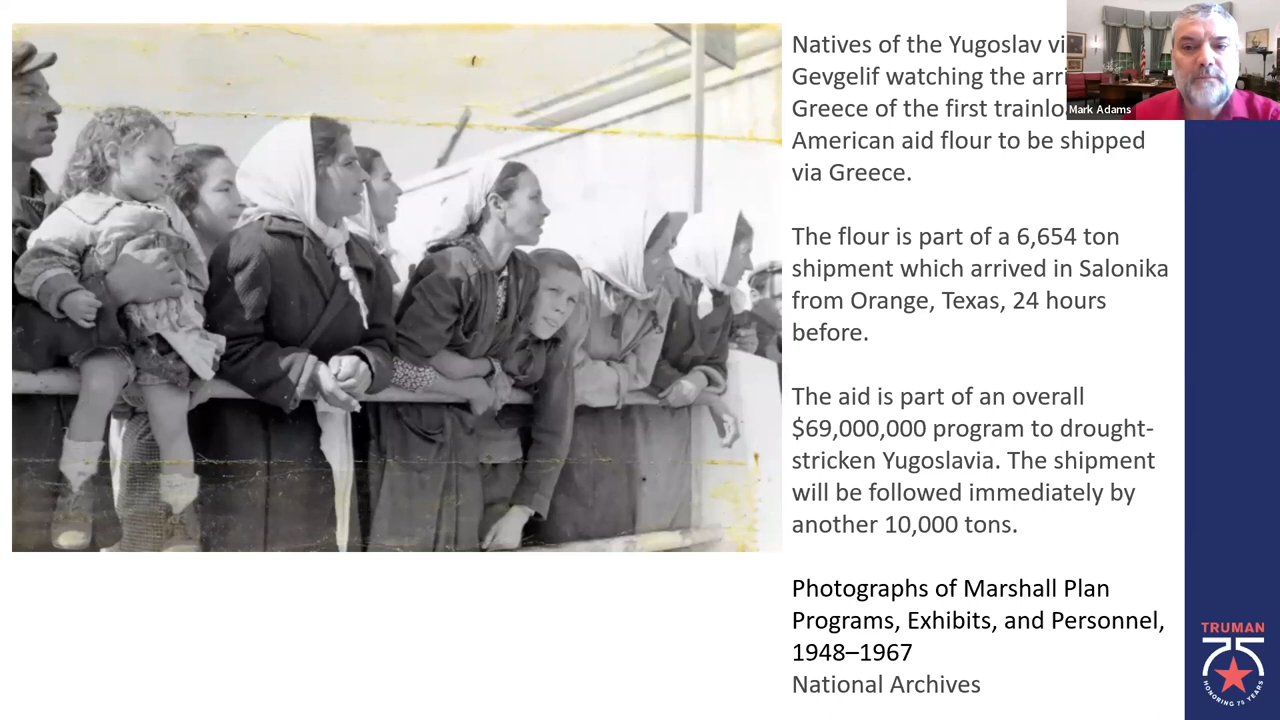 Natives of the Yugoslav
Gevgelif watching the
Greece of the first
American aid flour to be shipped
via Greece.
The flour is part of a 6,654 ton
shipment which arrived in Salonika
from Orange, Texas, 24 hours
before.
The aid is part of an overall
$69,000,000 program to drought-
stricken Yugoslavia. The shipment
will be followed immediately by
another 10,000 tons.
Photographs of Marshall Plan
Programs, Exhibits, and Personnel,
1948–1967
National Archives
Mark Adams
TRUMAN
75
HONORING 75 YEARS